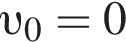 υ₀ = 0